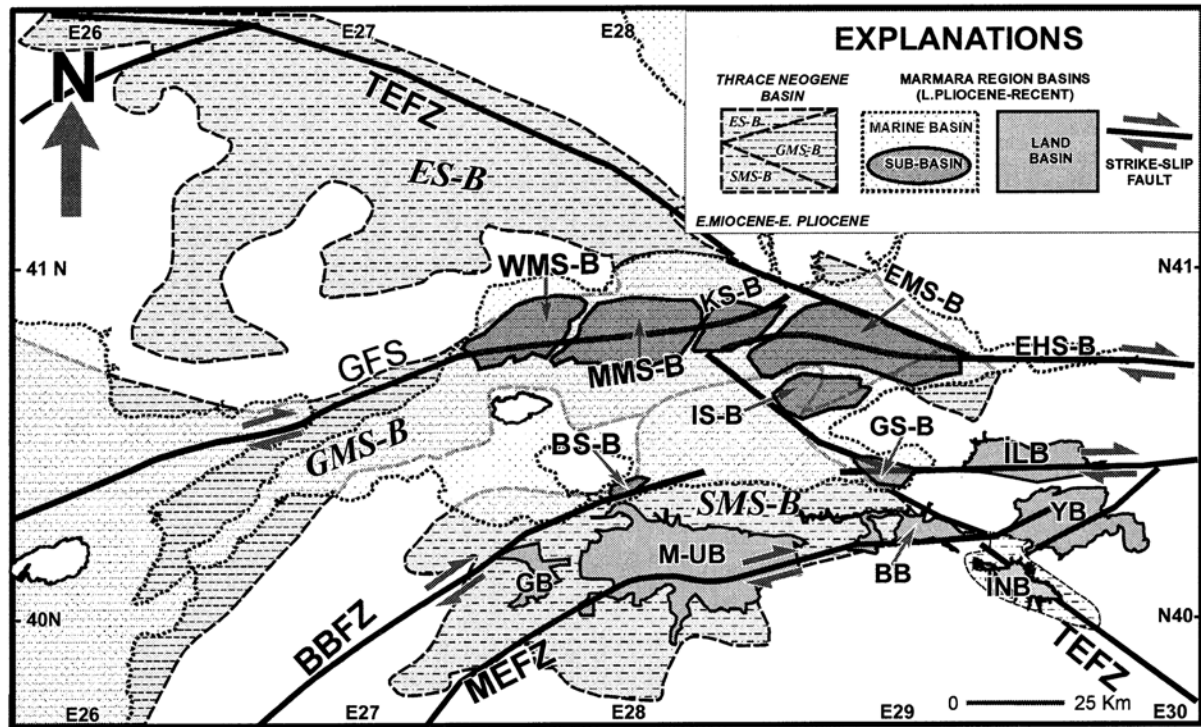 E26
E27
E28
N
TEFZ
EXPLANATIONS
THRACE NEOGENE
BASIN
ES-B
GMS-B
SMS-B
E.MIOCENE-E. PLIOCENE
MARMARA REGION BASINS
(L.PLIOCENE-RECENT)
MARINE BASIN
SUB-BASIN
LAND
BASIN
STRIKE-SLIP
FAULT
ES-B
41 N
N41
WMS-B
KS-B
EMS-B
GFS
MMS-B
EHS-B
IS-B
GMS-B
BS-B
GS-B
ILB
SMS-B
YB
M-UB
GB
BB
INB
40N
N40
BBFZ
MEFZ
TEFZ
0
25 Km
E26
E27
E28
E29
E30